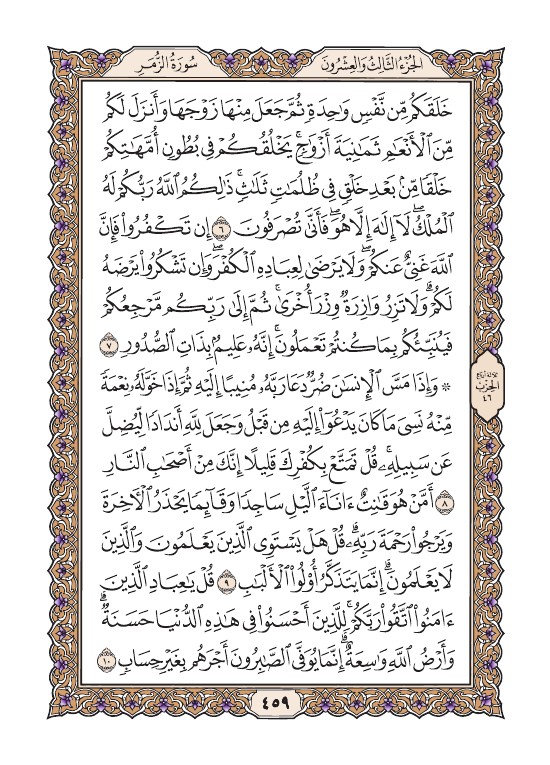 الجزء الثالث والعشرون
سورة الزمر
خَلَقَكُم مِّن نَّفۡسٖ وَٰحِدَةٖ ثُمَّ جَعَلَ مِنۡهَا زَوۡجَهَا وَأَنزَلَ لَكُم
مِّنَ ٱلۡأَنۡعَٰمِ ثَمَٰنِيَةَ أَزۡوَٰجٖۚ يَخۡلُقُكُمۡ فِي بُطُونِ أُمَّهَٰتِكُمۡ
خَلۡقٗا مِّنۢ بَعۡدِ خَلۡقٖ فِي ظُلُمَٰتٖ ثَلَٰثٖۚ ذَٰلِكُمُ ٱللَّهُ رَبُّكُمۡ لَهُ
ٱلۡمُلۡكُۖ لَآ إِلَٰهَ إِلَّا هُوَۖ فَأَنَّىٰ تُصۡرَفُونَ ٦ إِن تَكۡفُرُواْ فَإِنَّ
ٱللَّهَ غَنِيٌّ عَنكُمۡۖ وَلَا يَرۡضَىٰ لِعِبَادِهِ ٱلۡكُفۡرَۖ وَإِن تَشۡكُرُواْ يَرۡضَهُ
لَكُمۡۗ وَلَا تَزِرُ وَازِرَةٞ وِزۡرَ أُخۡرَىٰۚ ثُمَّ إِلَىٰ رَبِّكُم مَّرۡجِعُكُمۡ
فَيُنَبِّئُكُم بِمَا كُنتُمۡ تَعۡمَلُونَۚ إِنَّهُۥ عَلِيمُۢ بِذَاتِ ٱلصُّدُورِ ٧
۞ وَإِذَا مَسَّ ٱلۡإِنسَٰنَ ضُرّٞ دَعَا رَبَّهُۥ مُنِيبًا إِلَيۡهِ ثُمَّ إِذَا خَوَّلَهُۥ نِعۡمَةٗ
مِّنۡهُ نَسِيَ مَا كَانَ يَدۡعُوٓاْ إِلَيۡهِ مِن قَبۡلُ وَجَعَلَ لِلَّهِ أَندَادٗا لِّيُضِلَّ
عَن سَبِيلِهِۦۚ قُلۡ تَمَتَّعۡ بِكُفۡرِكَ قَلِيلًا إِنَّكَ مِنۡ أَصۡحَٰبِ ٱلنَّارِ
٨ أَمَّنۡ هُوَ قَٰنِتٌ ءَانَآءَ ٱلَّيۡلِ سَاجِدٗا وَقَآئِمٗا يَحۡذَرُ ٱلۡأٓخِرَةَ
وَيَرۡجُواْ رَحۡمَةَ رَبِّهِۦۗ قُلۡ هَلۡ يَسۡتَوِي ٱلَّذِينَ يَعۡلَمُونَ وَٱلَّذِينَ
لَا يَعۡلَمُونَۗ إِنَّمَا يَتَذَكَّرُ أُوْلُواْ ٱلۡأَلۡبَٰبِ ٩ قُلۡ يَٰعِبَادِ ٱلَّذِينَ
ءَامَنُواْ ٱتَّقُواْ رَبَّكُمۡۚ لِلَّذِينَ أَحۡسَنُواْ فِي هَٰذِهِ ٱلدُّنۡيَا حَسَنَةٞۗ
وَأَرۡضُ ٱللَّهِ وَٰسِعَةٌۗ إِنَّمَا يُوَفَّى ٱلصَّٰبِرُونَ أَجۡرَهُم بِغَيۡرِ حِسَابٖ ١٠
الحزب
٤٦
٤٥٩